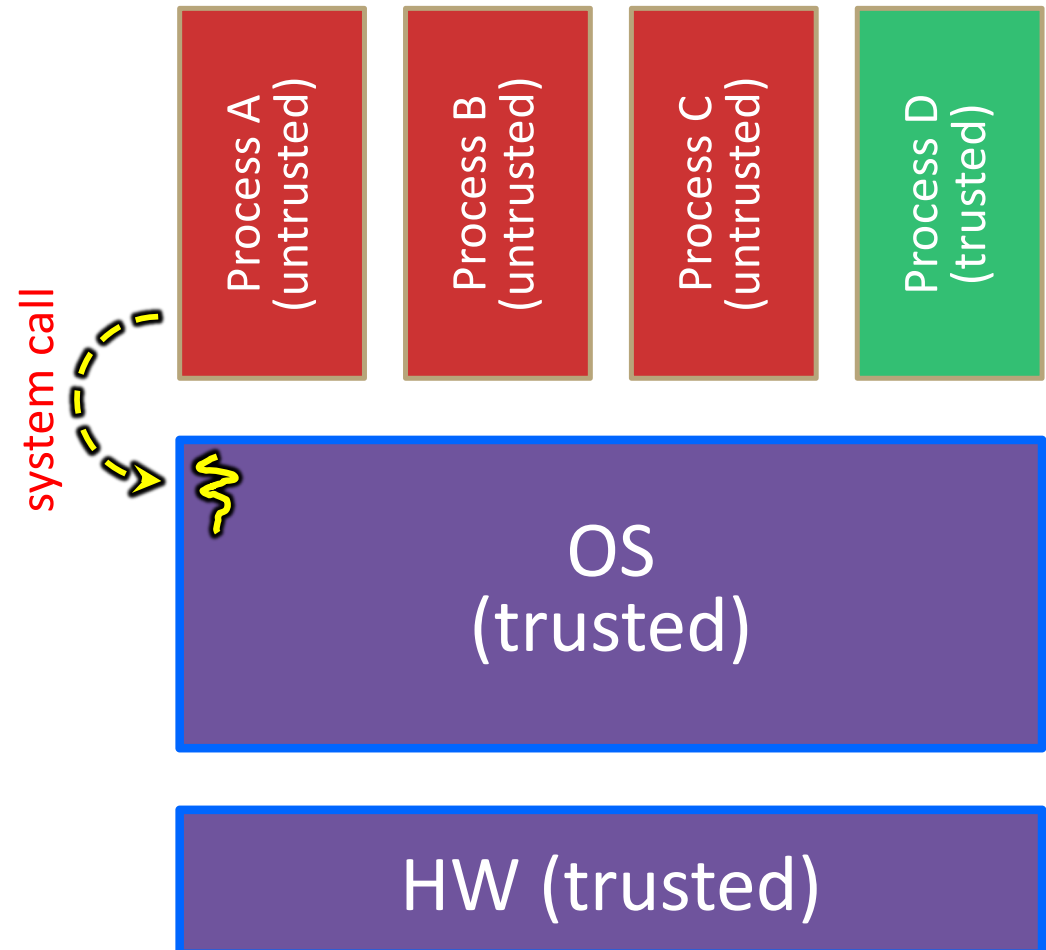 Process A
(untrusted)
Process B
(untrusted)
Process C
(untrusted)
Process D
(trusted)
system call
OS
(trusted)
HW (trusted)